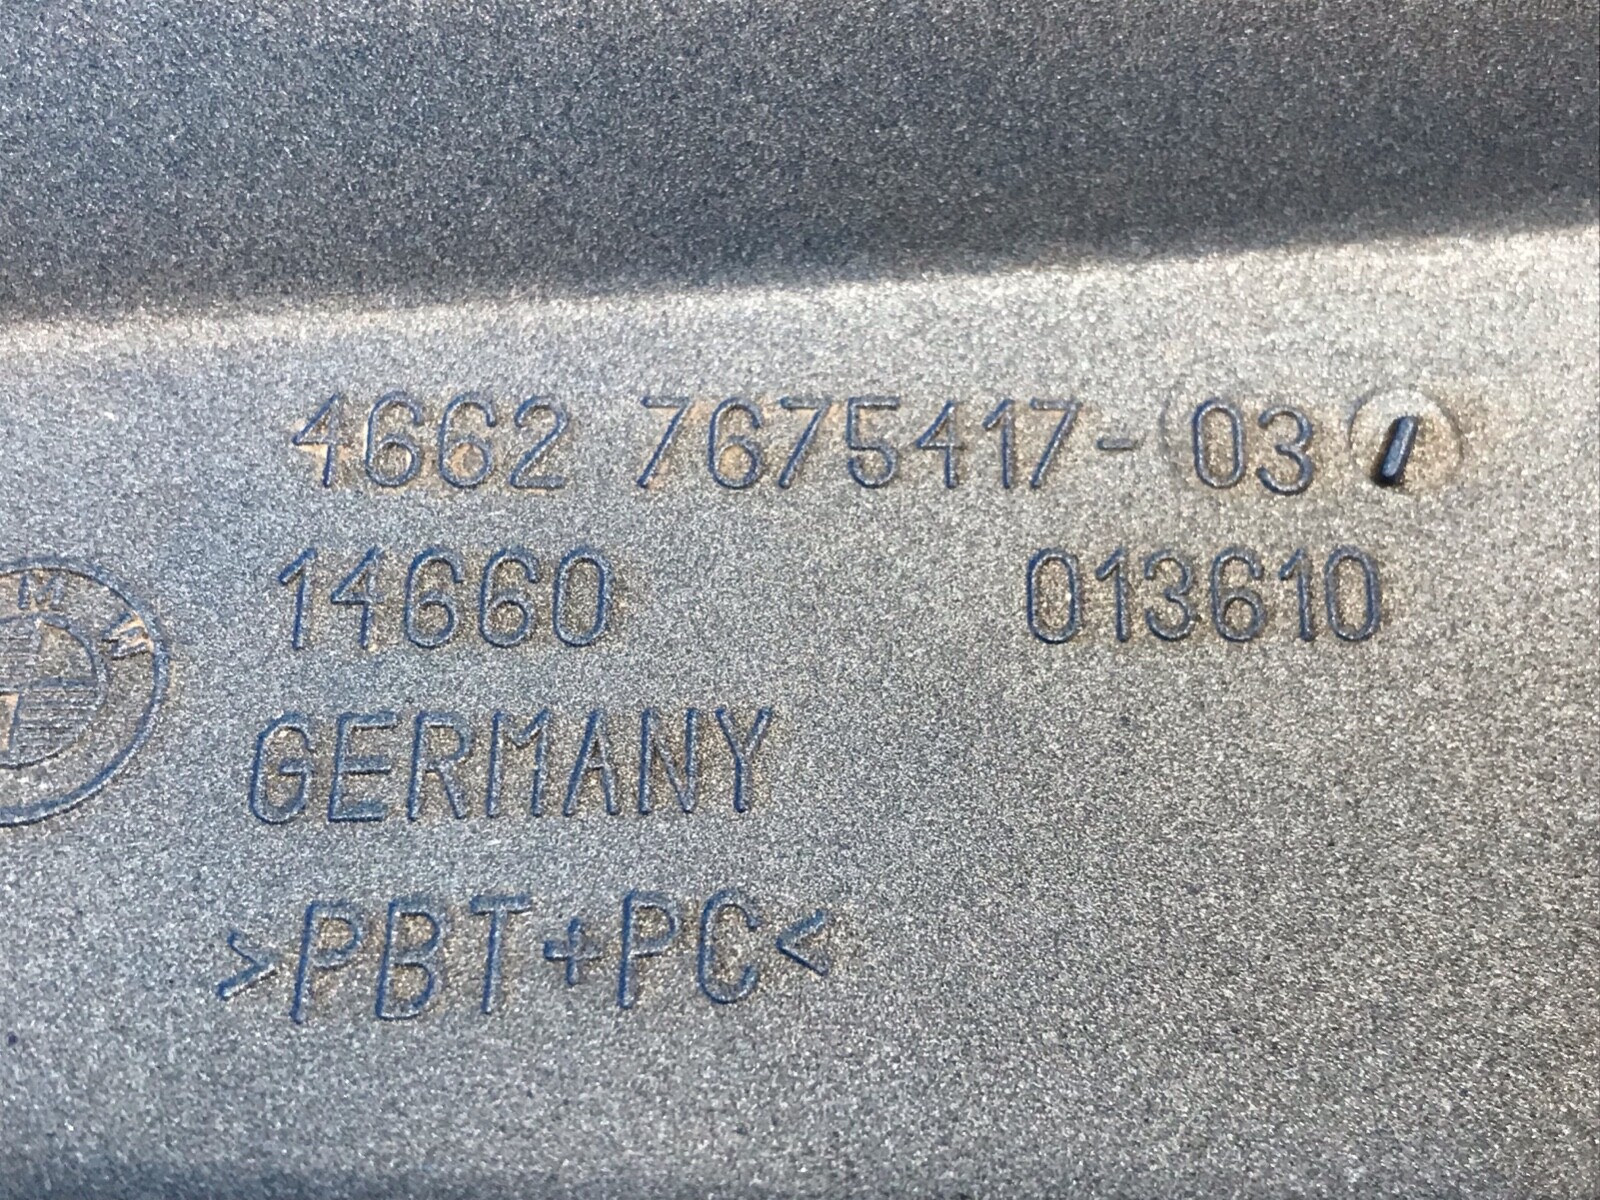 4662 7675417-03
14660 013610
M W
GERMANY
>PBT+PC<